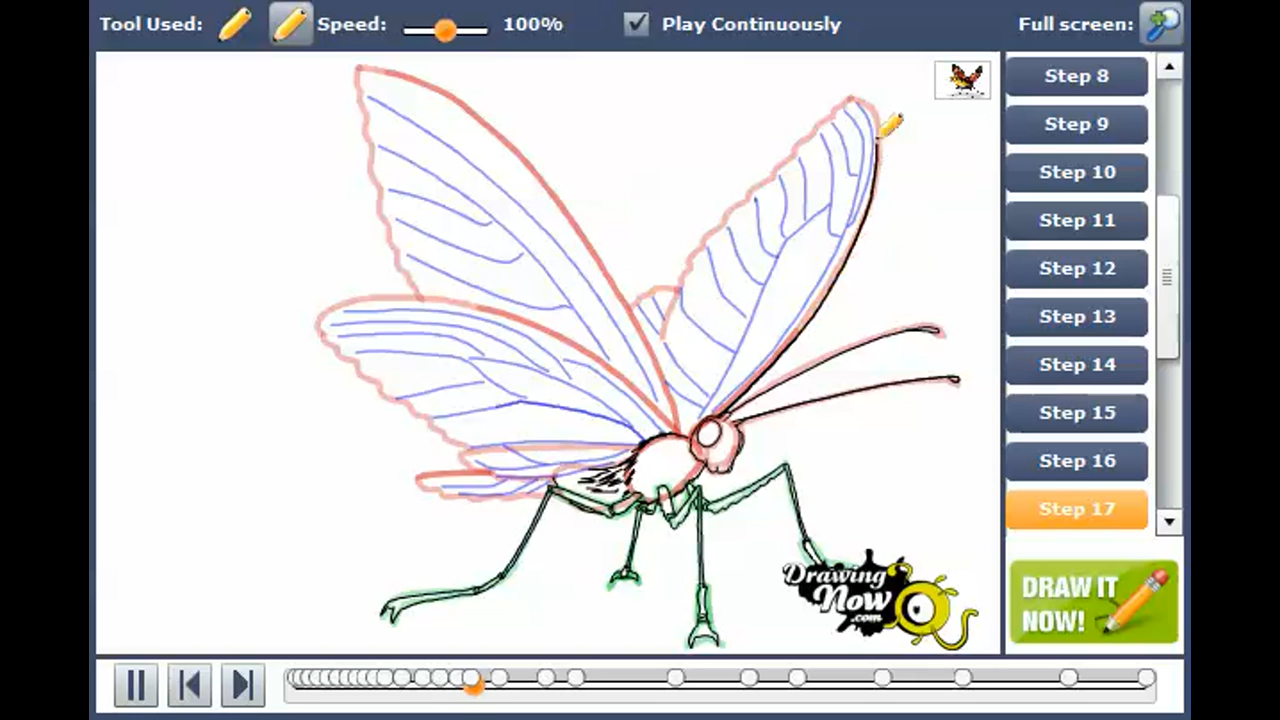 Tool Used:
Speed:
100%
Play Continuously
Full screen:
Step 8
Step 9
Step 10
Step 11
Step 12
Step 13
Step 14
Step 15
Step 16
Step 17
Drawing
Now
.com
DRAW IT
NOW!